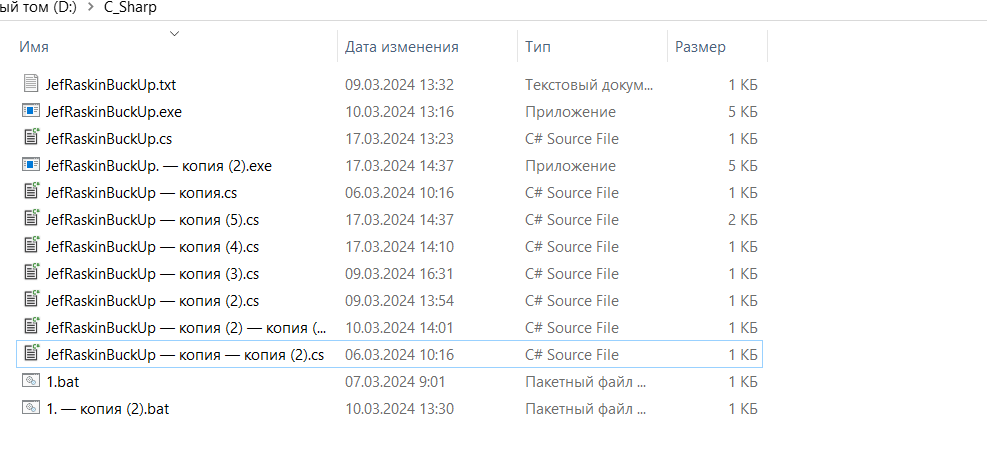 ый том (D:) > C_Sharp
Имя Дата изменения Тип Размер
JefRaskinBuckUp.txt 09.03.2024 13:32 Текстовый докум... 1 КБ
JefRaskinBuckUp.exe 10.03.2024 13:16 Приложение 5 КБ
JefRaskinBuckUp.cs 17.03.2024 13:23 C# Source File 1 КБ
JefRaskinBuckUp. — копия (2).exe 17.03.2024 14:37 Приложение 5 КБ
JefRaskinBuckUp — копия.cs 06.03.2024 10:16 C# Source File 1 КБ
JefRaskinBuckUp — копия (5).cs 17.03.2024 14:37 C# Source File 2 КБ
JefRaskinBuckUp — копия (4).cs 17.03.2024 14:10 C# Source File 1 КБ
JefRaskinBuckUp — копия (3).cs 09.03.2024 16:31 C# Source File 1 КБ
JefRaskinBuckUp — копия (2).cs 09.03.2024 13:54 C# Source File 1 КБ
JefRaskinBuckUp — копия (2) — копия (... 10.03.2024 14:01 C# Source File 1 КБ
JefRaskinBuckUp — копия — копия (2).cs 06.03.2024 10:16 C# Source File 1 КБ
1.bat 07.03.2024 9:01 Пакетный файл ... 1 КБ
1. — копия (2).bat 10.03.2024 13:30 Пакетный файл ... 1 КБ